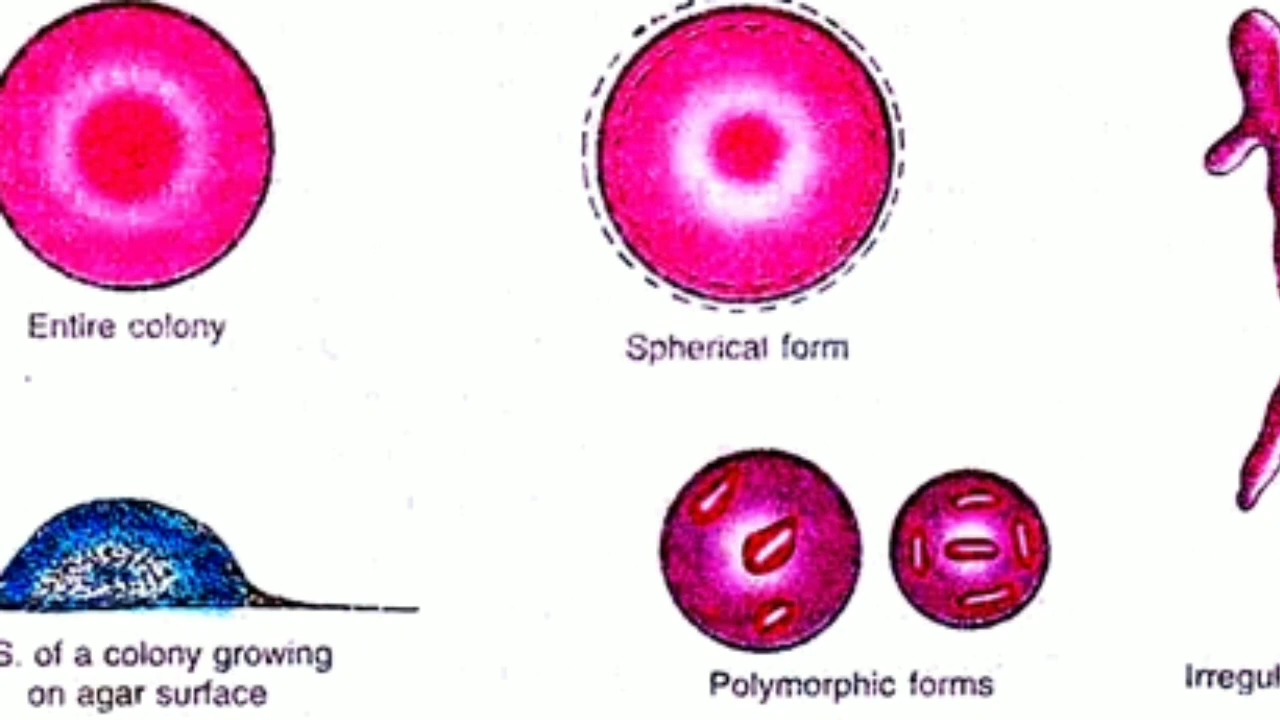 Entire colony
Spherical form
S. of a colony growing
on agar surface
Polymorphic forms
Irregul